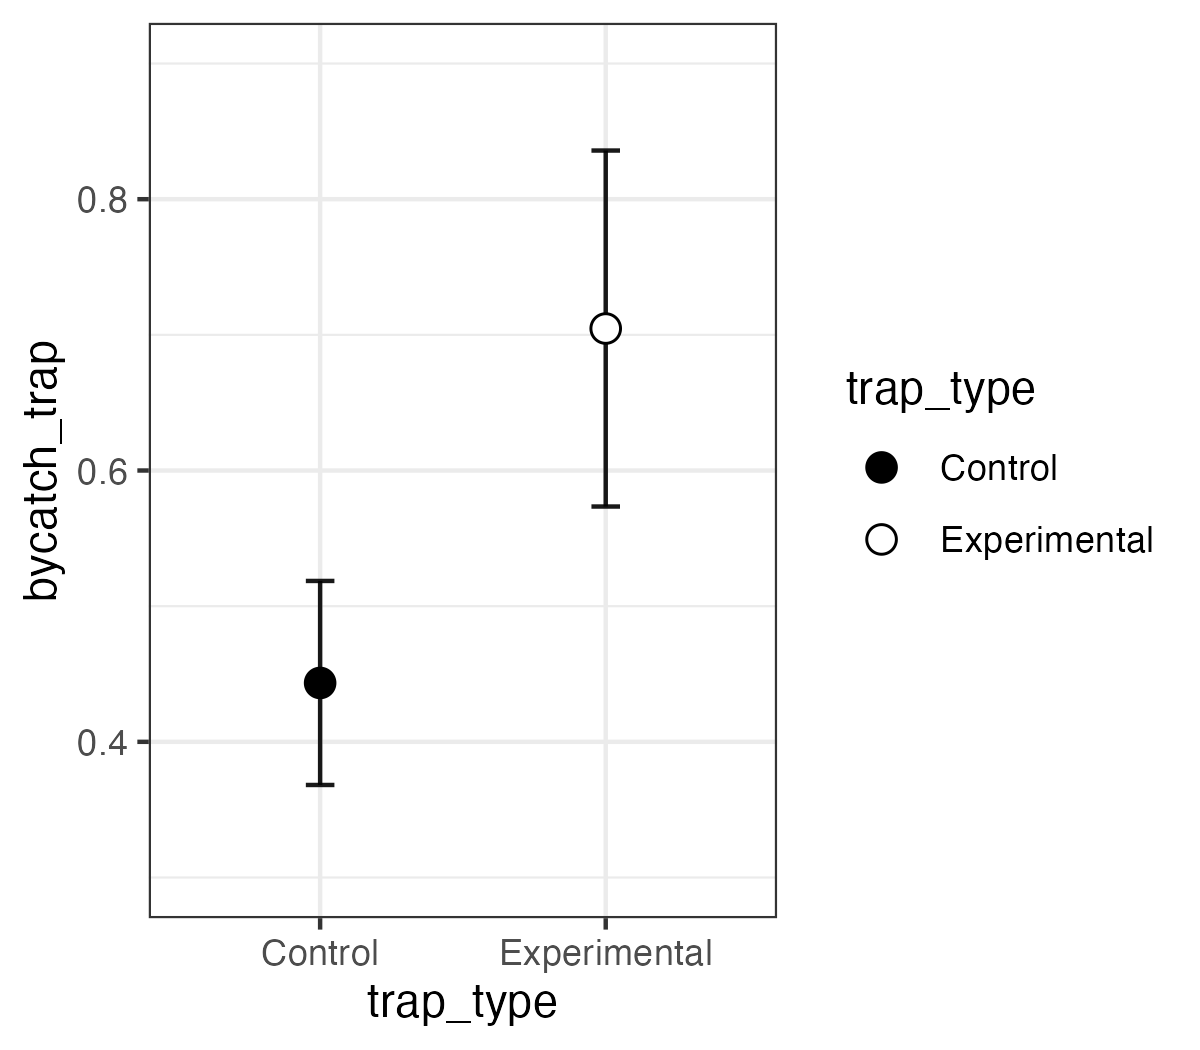 bycatch_trap
0.8
0.6
0.4
Control
Experimental
trap_type
trap_type
Control
Experimental